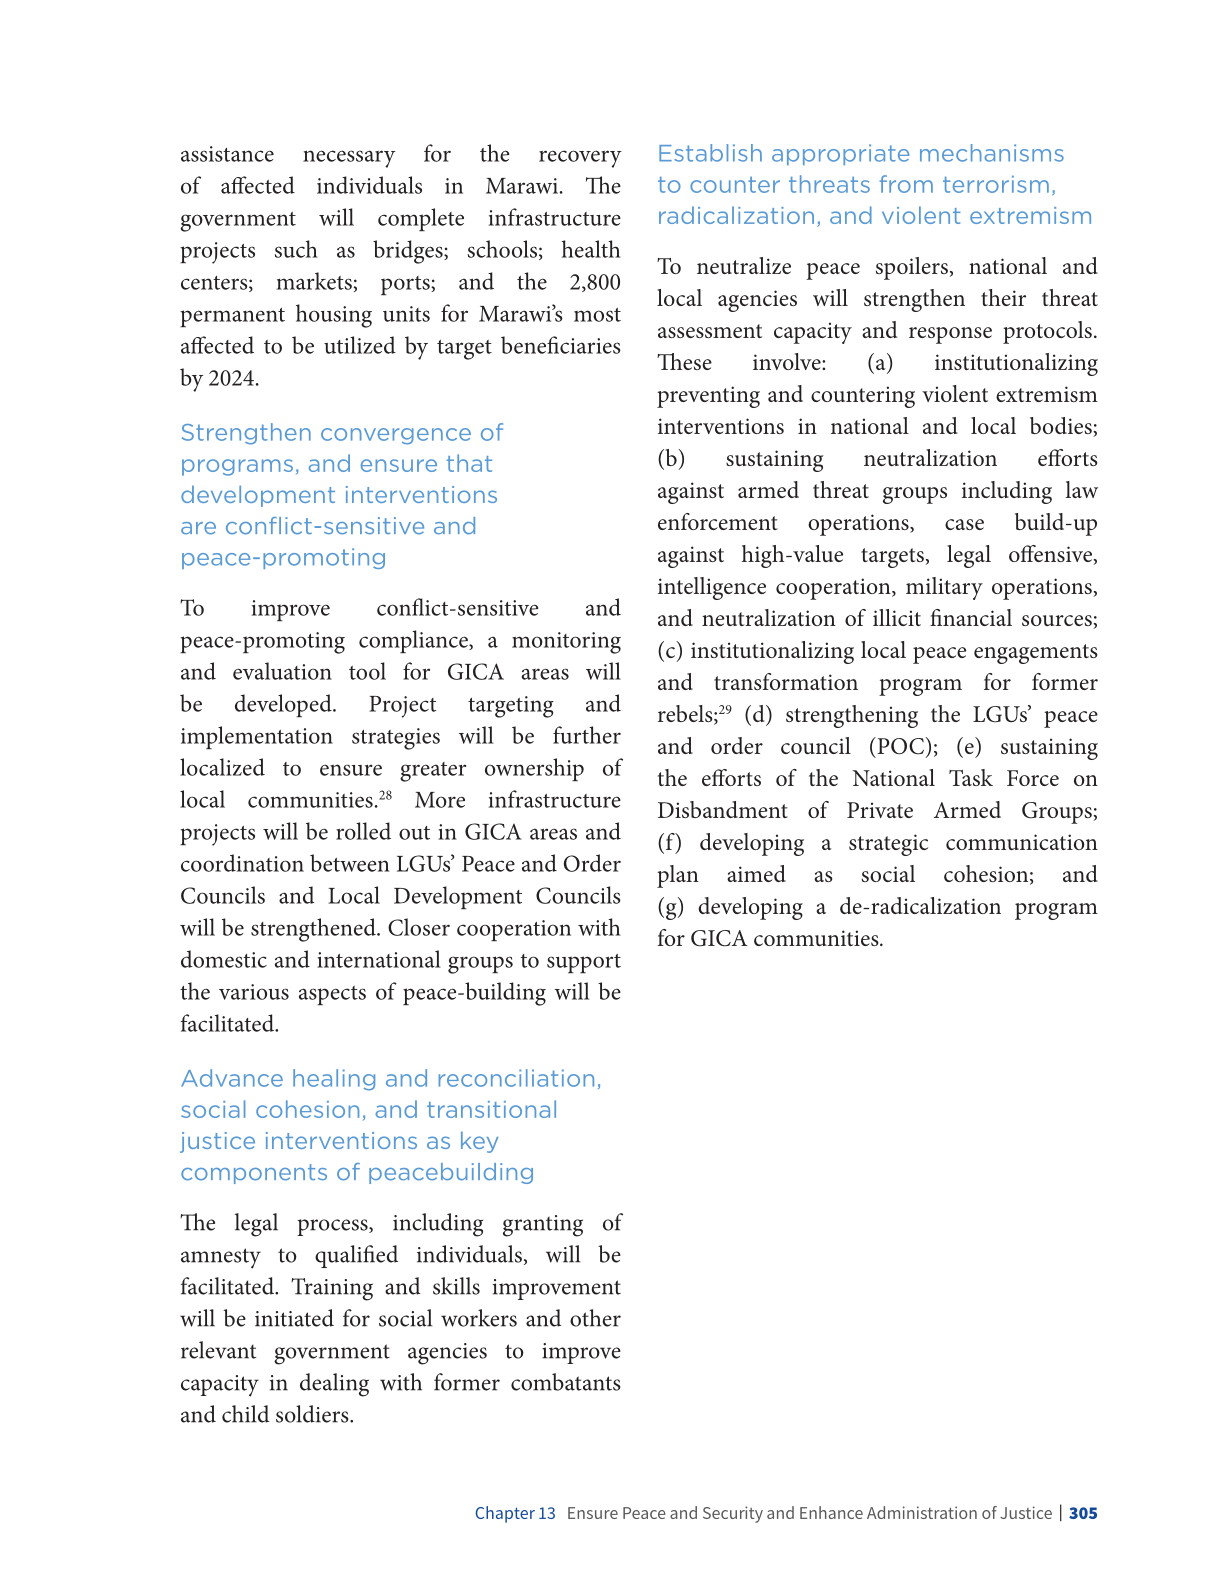 assistance necessary for the recovery
of affected individuals in Marawi. The
government will complete infrastructure
projects such as bridges; schools; health
centers; markets; ports; and the 2,800
permanent housing units for Marawi’s most
affected to be utilized by target beneficiaries
by 2024.
Strengthen convergence of
programs, and ensure that
development interventions
are conflict-sensitive and
peace-promoting
To improve conflict-sensitive and
peace-promoting compliance, a monitoring
and evaluation tool for GICA areas will
be developed. Project targeting and
implementation strategies will be further
localized to ensure greater ownership of
local communities.28 More infrastructure
projects will be rolled out in GICA areas and
coordination between LGUs’ Peace and Order
Councils and Local Development Councils
will be strengthened. Closer cooperation with
domestic and international groups to support
the various aspects of peace-building will be
facilitated.
Advance healing and reconciliation,
social cohesion, and transitional
justice interventions as key
components of peacebuilding
The legal process, including granting of
amnesty to qualified individuals, will be
facilitated. Training and skills improvement
will be initiated for social workers and other
relevant government agencies to improve
capacity in dealing with former combatants
and child soldiers.
Establish appropriate mechanisms
to counter threats from terrorism,
radicalization, and violent extremism
To neutralize peace spoilers, national and
local agencies will strengthen their threat
assessment capacity and response protocols.
These involve: (a) institutionalizing
preventing and countering violent extremism
interventions in national and local bodies;
(b) sustaining neutralization efforts
against armed threat groups including law
enforcement operations, case build-up
against high-value targets, legal offensive,
intelligence cooperation, military operations,
and neutralization of illicit financial sources;
(c) institutionalizing local peace engagements
and transformation program for former
rebels;29 (d) strengthening the LGUs’ peace
and order council (POC); (e) sustaining
the efforts of the National Task Force on
Disbandment of Private Armed Groups;
(f) developing a strategic communication
plan aimed as social cohesion; and
(g) developing a de-radicalization program
for GICA communities.
Chapter 13 Ensure Peace and Security and Enhance Administration of Justice | 305